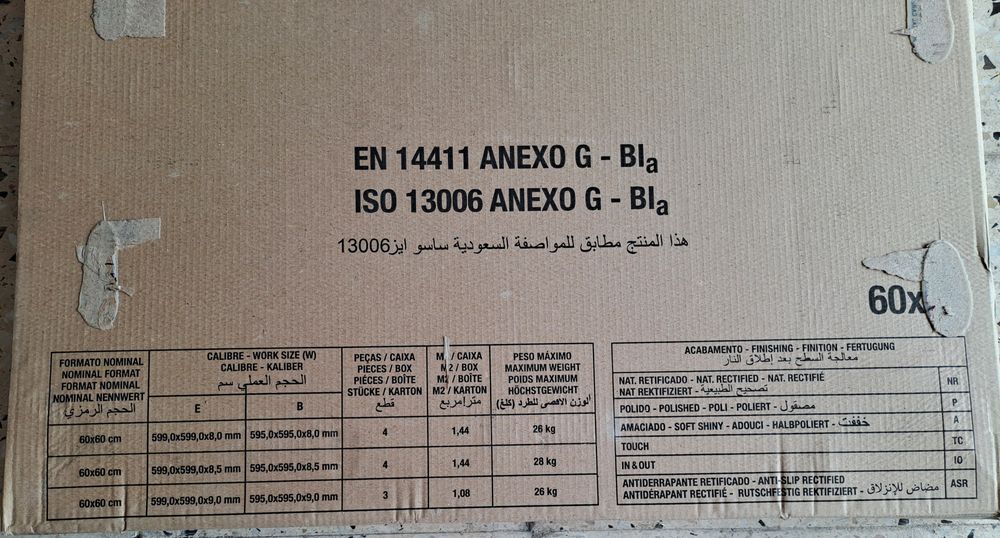 EN 14411 ANEXO G - BIa
ISO 13006 ANEXO G - BIa
هذا المنتج مطابق للمواصفة السعودية ساسو ايز13006
60x
FORMATO NOMINAL
NOMINAL FORMAT
FORMAT NOMINAL
NOMINAL NENNWERT
الحجم الرمزي
CALIBRE - WORK SIZE (W)
CALIBRE - KALIBER
الحجم العملي سم
E B
PEÇAS / CAIXA
PIECES / BOX
PIÉCES / BOÎTE
STÜCKE / KARTON
قطع
M2 / CAIXA
M2 / BOX
M2 / BOÎTE
M2 / KARTON
مترامربع
PESO MÁXIMO
MAXIMUM WEIGHT
POIDS MAXIMUM
HÖCHSTGEWICHT
الوزن الاقصى للطرد (كلغ)
60x60 cm 599,0x599,0x8,0 mm 595,0x595,0x8,0 mm 4 1,44 26 kg
60x60 cm 599,0x599,0x8,5 mm 595,0x595,0x8,5 mm 4 1,44 28 kg
60x60 cm 599,0x599,0x9,0 mm 595,0x595,0x9,0 mm 3 1,08 26 kg
ACABAMENTO - FINISHING - FINITION - FERTUGUNG
معالجة السطح بعد اطلاق النار
NAT. RETIFICADO - NAT. RECTIFIED - NAT. RECTIFIÉ
NAT REKTIFIZIERT - تصحيح الطبيعية NR
POLIDO - POLISHED - POLI - POLIERT - مصقول P
AMACIADO - SOFT SHINY - ADOUCI - HALBPOLIERT - خففت A
TOUCH TC
IN & OUT IO
ANTIDERRAPANTE RETIFICADO - ANTI-SLIP RECTIFIED
ANTIDÉRAPANT RECTIFIÉ - RUTSCHFESTIG REKTIFIZIERT - مضاض للإنزلاق ASR